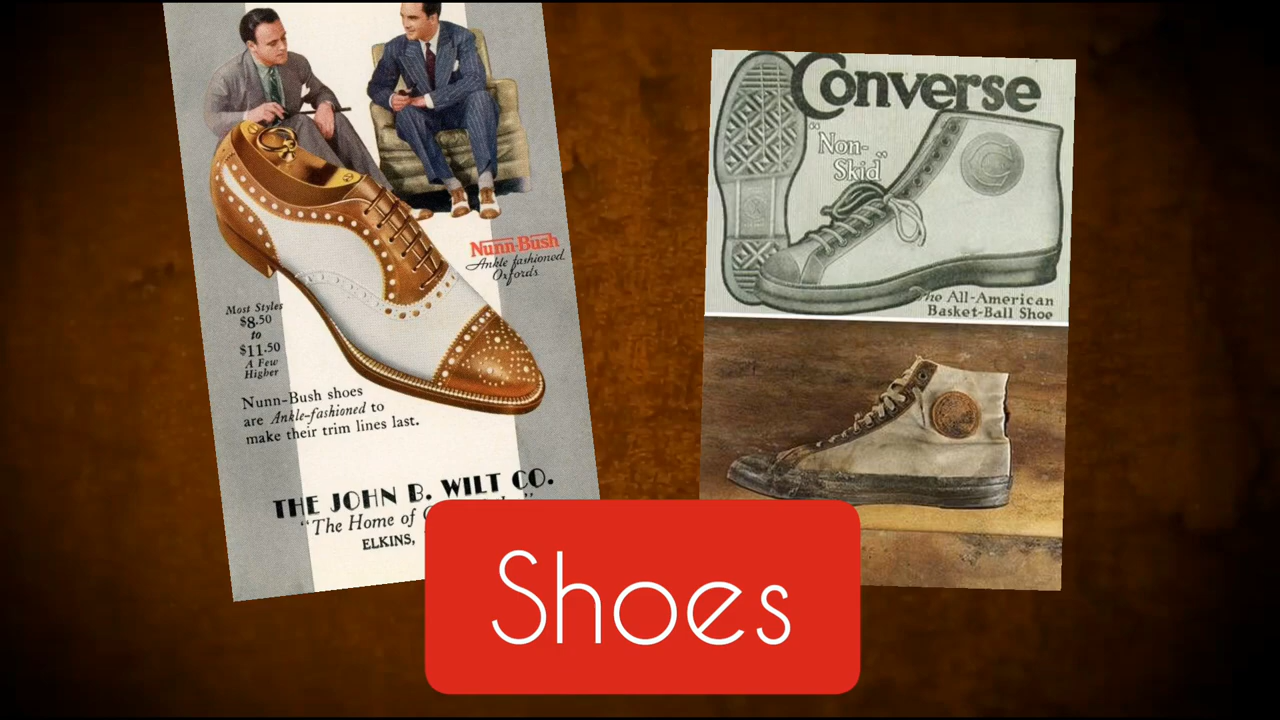 Nunn-Bush
Ankle fashioned
Oxfords
Most Styles
$8.50
to
$11.50
A Few
Higher
Nunn-Bush shoes
are Ankle-fashioned to
make their trim lines last.
THE JOHN B. WILT CO.
"The Home of
ELKINS,
Converse
"Non-
Skid"
The All-American
Basket-Ball Shoe
Shoes